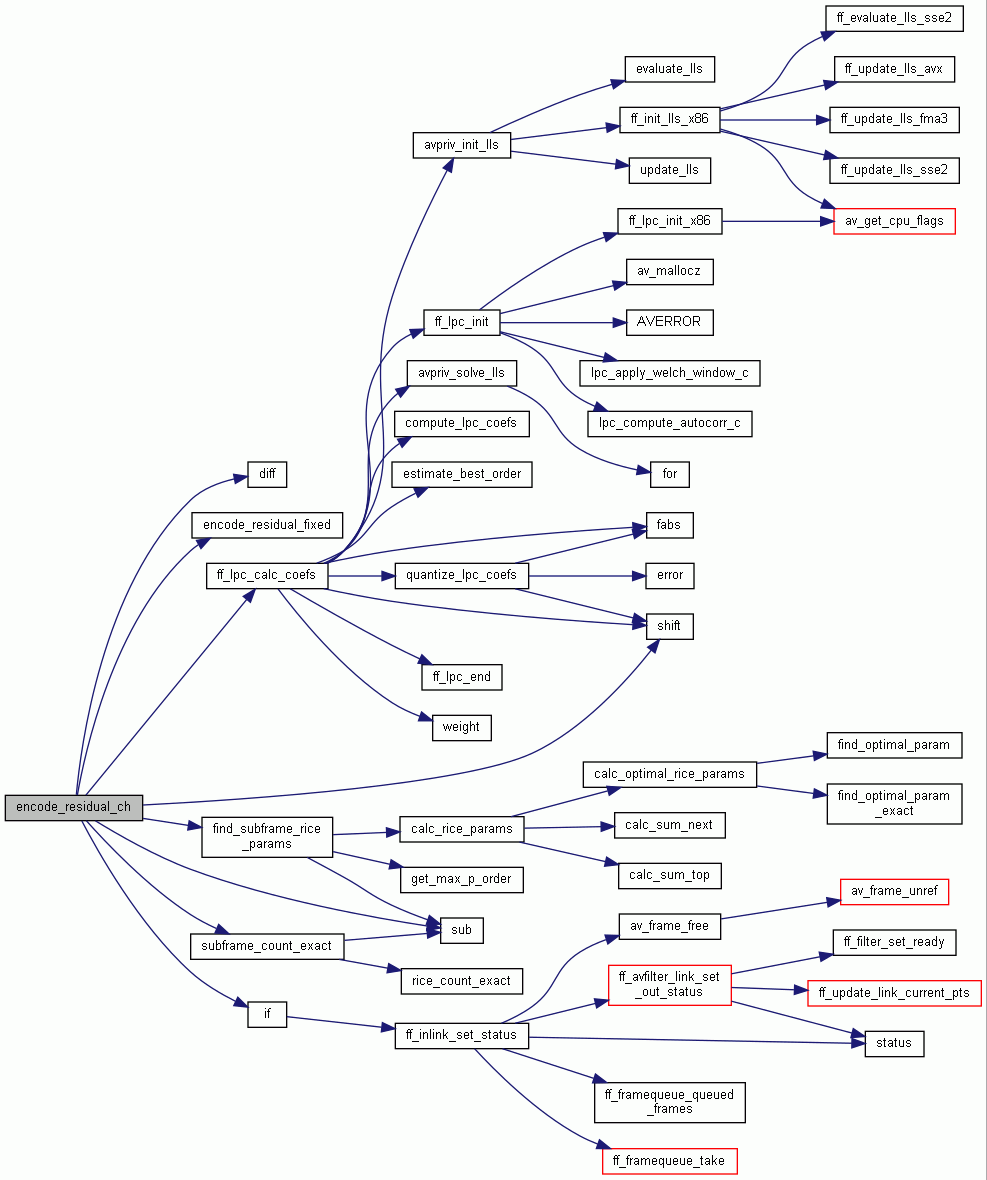 ff_evaluate_lls_sse2
evaluate_lls
ff_update_lls_avx
ff_init_lls_x86
ff_update_lls_fma3
avpriv_init_lls
update_lls
ff_update_lls_sse2
ff_lpc_init_x86
av_get_cpu_flags
av_mallocz
ff_lpc_init
AVERROR
avpriv_solve_lls
lpc_apply_welch_window_c
compute_lpc_coefs
lpc_compute_autocorr_c
diff
estimate_best_order
for
encode_residual_fixed
fabs
ff_lpc_calc_coefs
quantize_lpc_coefs
error
shift
ff_lpc_end
weight
find_optimal_param
calc_optimal_rice_params
encode_residual_ch
find_optimal_param
_exact
find_subframe_rice
_params
calc_rice_params
calc_sum_next
get_max_p_order
calc_sum_top
av_frame_unref
sub
av_frame_free
subframe_count_exact
ff_filter_set_ready
rice_count_exact
ff_avfilter_link_set
_out_status
ff_update_link_current_pts
if
ff_inlink_set_status
status
ff_framequeue_queued
_frames
ff_framequeue_take